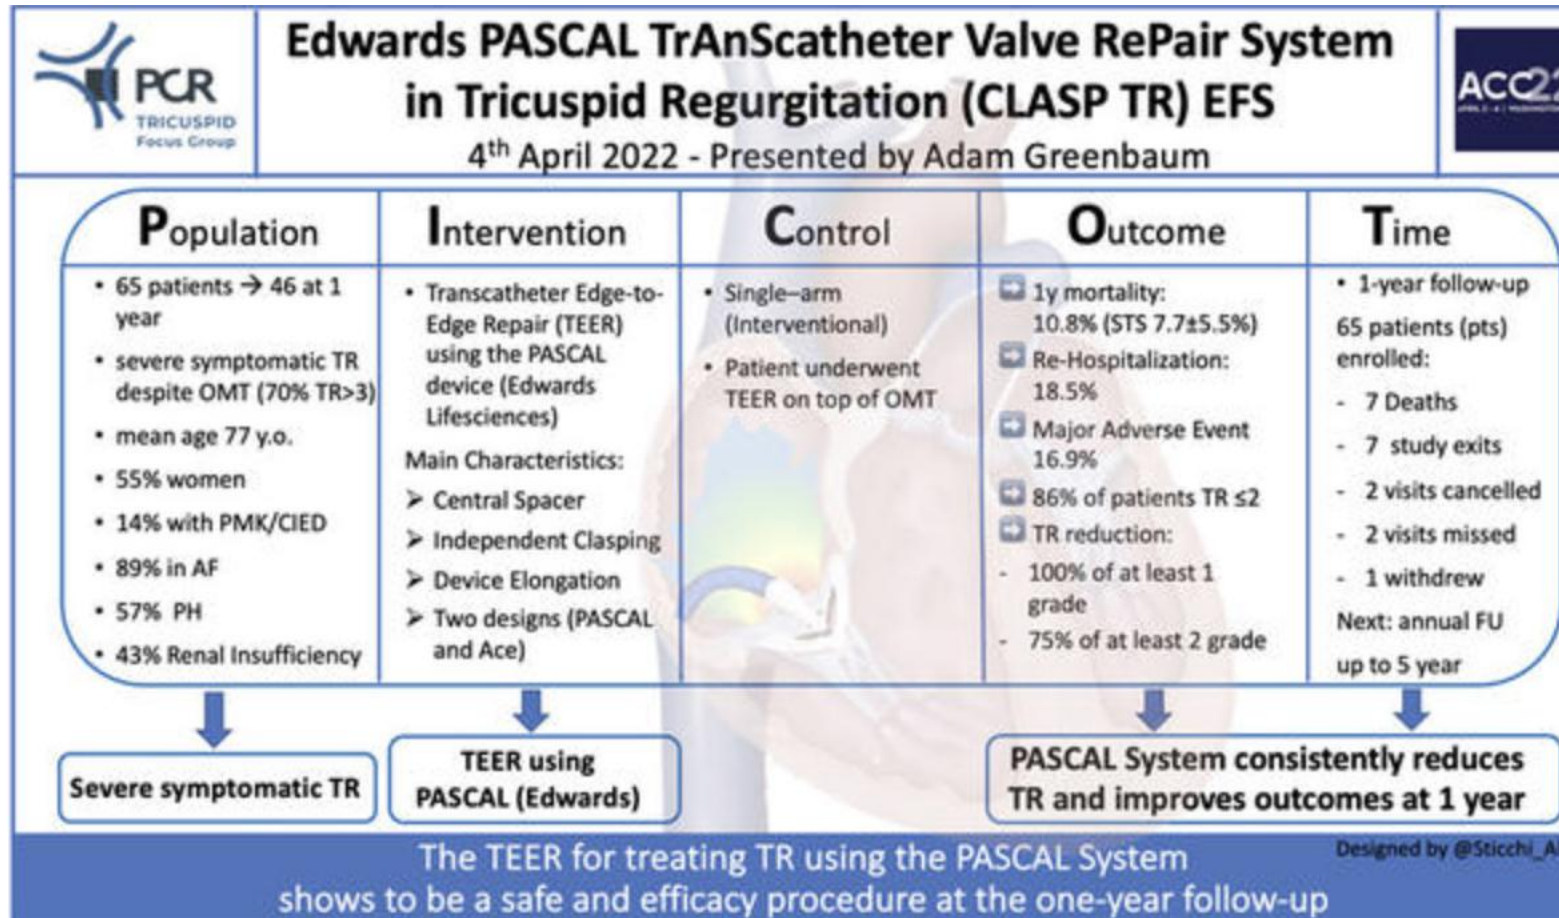 PCR
TRICUSPID
Focus Group
Edwards PASCAL TrAnScatheter Valve RePair System
in Tricuspid Regurgitation (CLASP TR) EFS
4th April 2022 - Presented by Adam Greenbaum
ACC22
Population
• 65 patients → 46 at 1
year
• severe symptomatic TR
despite OMT (70% TR>3)
• mean age 77 y.o.
• 55% women
• 14% with PMK/CIED
• 89% in AF
• 57% PH
• 43% Renal Insufficiency
Intervention
• Transcatheter Edge-to-
Edge Repair (TEER)
using the PASCAL
device (Edwards
Lifesciences)
Main Characteristics:
➢ Central Spacer
➢ Independent Clasping
➢ Device Elongation
➢ Two designs (PASCAL
and Ace)
Control
• Single–arm
(Interventional)
• Patient underwent
TEER on top of OMT
Outcome
➡ 1y mortality:
10.8% (STS 7.7±5.5%)
➡ Re-Hospitalization:
18.5%
➡ Major Adverse Event
16.9%
➡ 86% of patients TR ≤2
➡ TR reduction:
- 100% of at least 1
grade
- 75% of at least 2 grade
Time
• 1-year follow-up
65 patients (pts)
enrolled:
- 7 Deaths
- 7 study exits
- 2 visits cancelled
- 2 visits missed
- 1 withdrew
Next: annual FU
up to 5 year
Severe symptomatic TR
TEER using
PASCAL (Edwards)
PASCAL System consistently reduces
TR and improves outcomes at 1 year
Designed by @Sticchi_A
The TEER for treating TR using the PASCAL System
shows to be a safe and efficacy procedure at the one-year follow-up